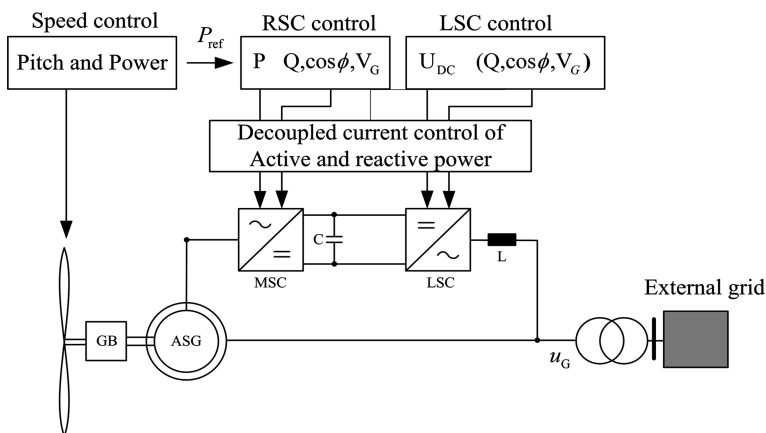 Speed control
RSC control
LSC control
Pitch and Power
P_ref
P Q,cosϕ,V_G
U_DC (Q,cosϕ,V_G)
Decoupled current control of
Active and reactive power
C
MSC
LSC
L
External grid
GB
ASG
u_G